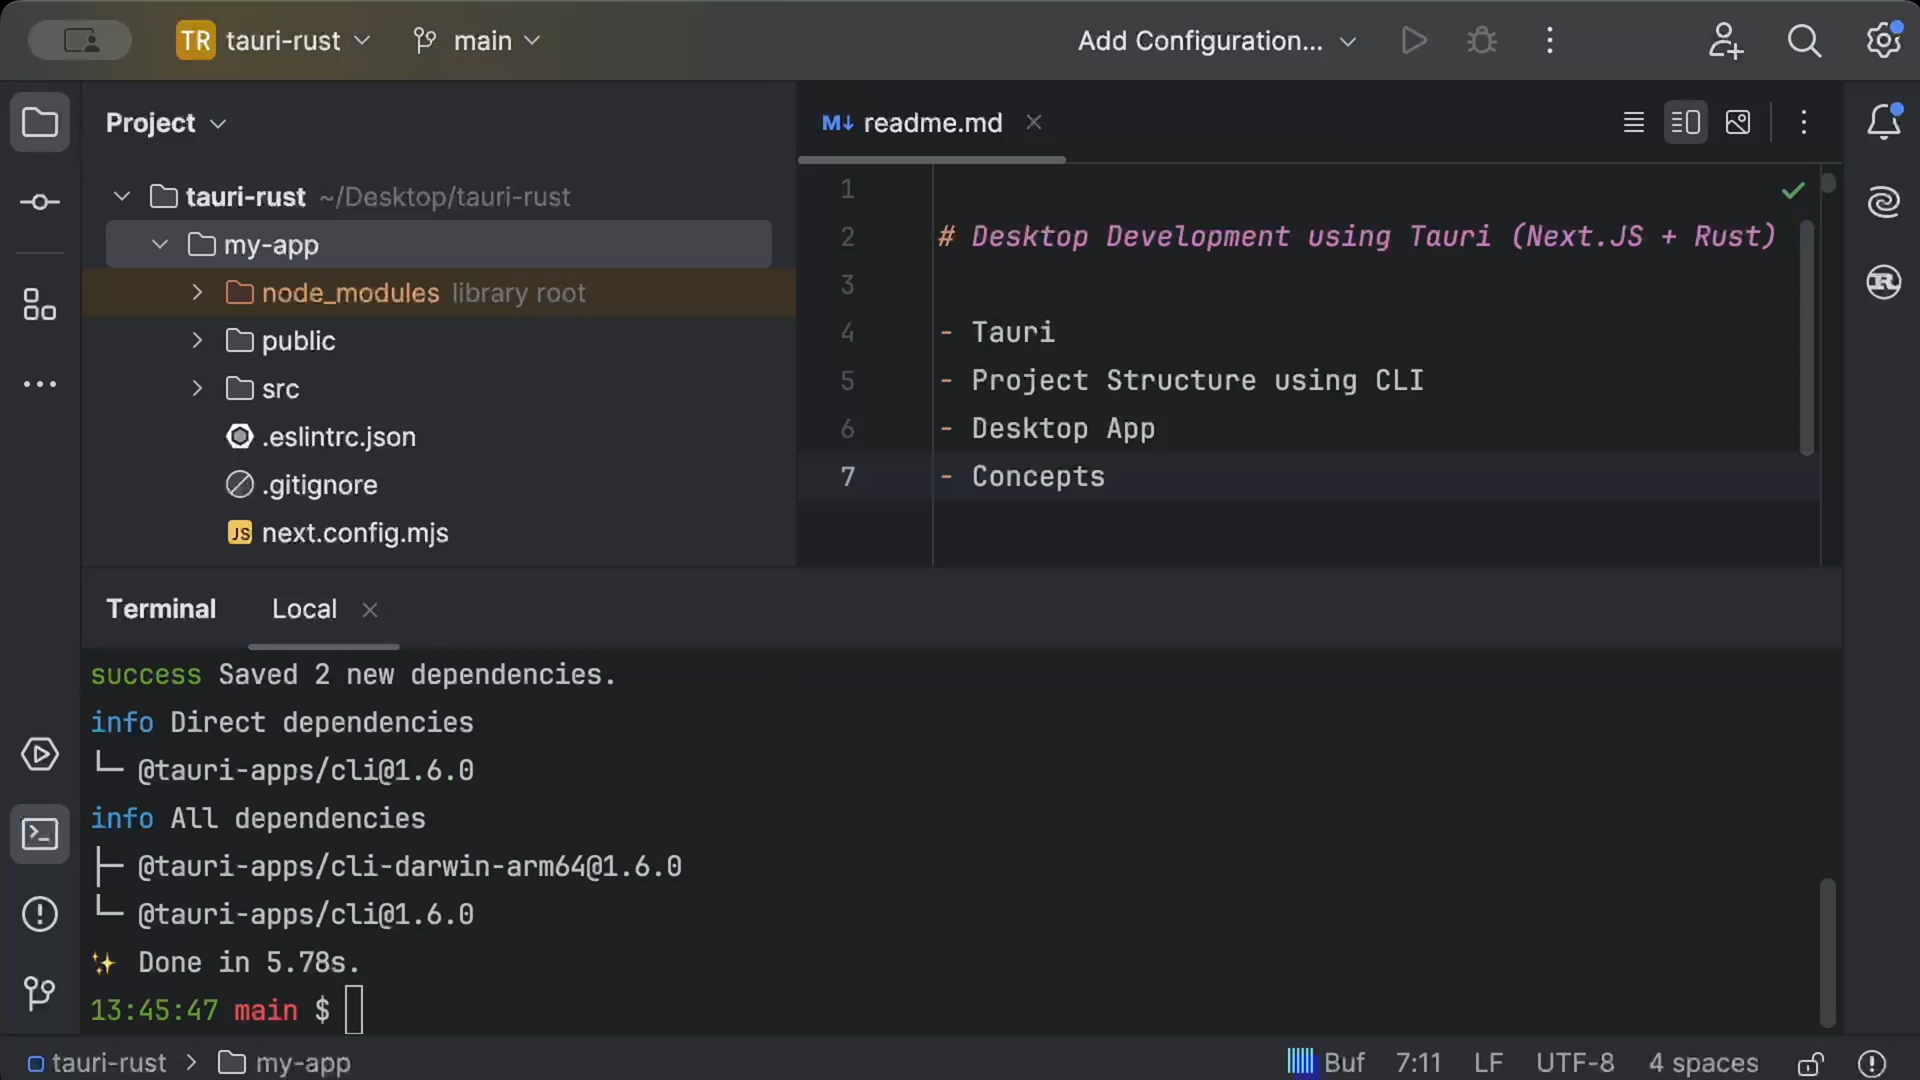 TR tauri-rust main Add Configuration...
Project
tauri-rust ~/Desktop/tauri-rust
my-app
node_modules library root
public
src
.eslintrc.json
.gitignore
JS next.config.mjs
M↓ readme.md
1
2 # Desktop Development using Tauri (Next.JS + Rust)
3
4 - Tauri
5 - Project Structure using CLI
6 - Desktop App
7 - Concepts
Terminal Local
success Saved 2 new dependencies.
info Direct dependencies
└─ @tauri-apps/cli@1.6.0
info All dependencies
├─ @tauri-apps/cli-darwin-arm64@1.6.0
└─ @tauri-apps/cli@1.6.0
✨ Done in 5.78s.
13:45:47 main $
tauri-rust > my-app Buf 7:11 LF UTF-8 4 spaces